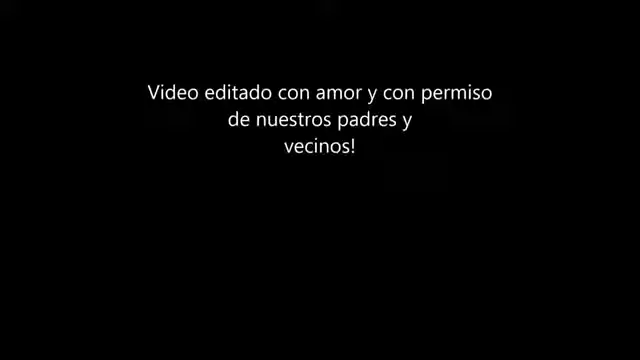 Video editado con amor y con permiso
de nuestros padres y
vecinos!